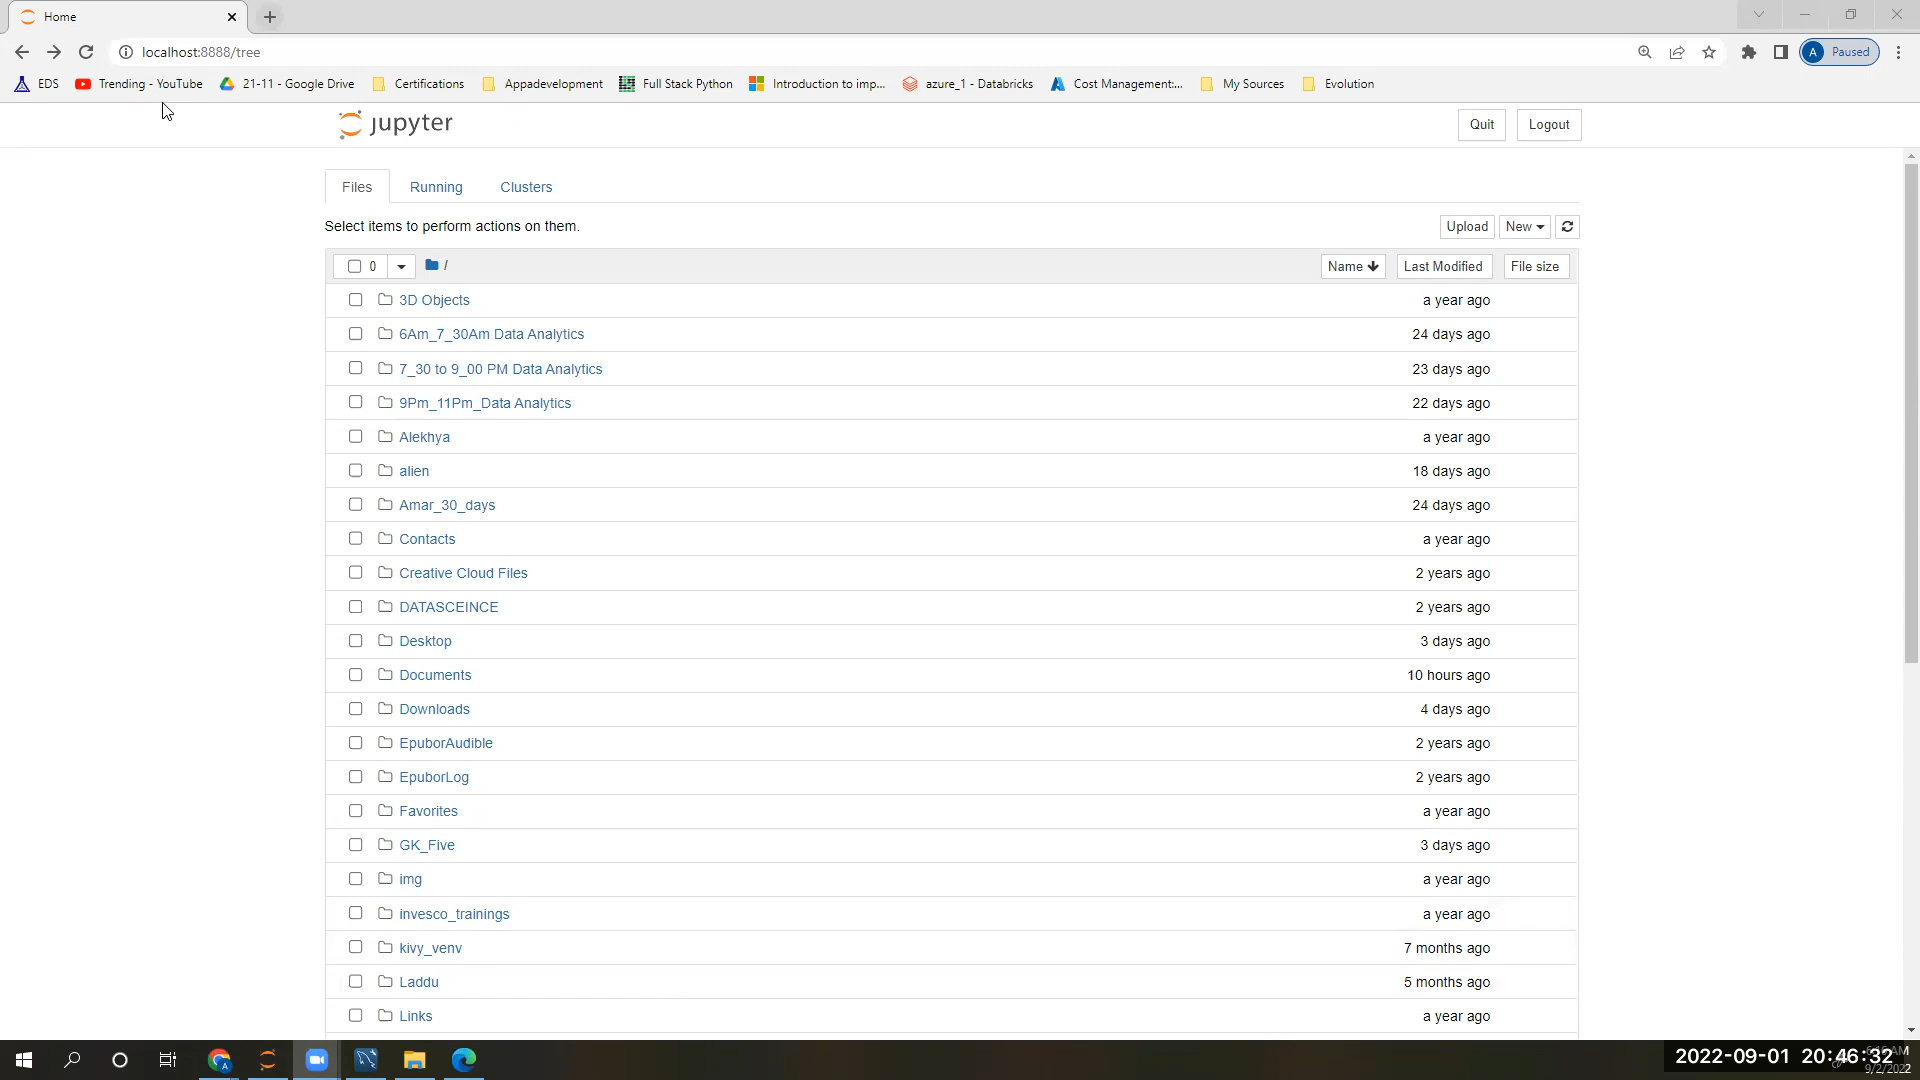 Home
localhost:8888/tree
A Paused
EDS Trending - YouTube 21-11 - Google Drive Certifications Appadevelopment Full Stack Python Introduction to imp... azure_1 - Databricks Cost Management:... My Sources Evolution
jupyter Quit Logout
Files Running Clusters
Select items to perform actions on them. Upload New
0 / Name Last Modified File size
3D Objects a year ago
6Am_7_30Am Data Analytics 24 days ago
7_30 to 9_00 PM Data Analytics 23 days ago
9Pm_11Pm_Data Analytics 22 days ago
Alekhya a year ago
alien 18 days ago
Amar_30_days 24 days ago
Contacts a year ago
Creative Cloud Files 2 years ago
DATASCEINCE 2 years ago
Desktop 3 days ago
Documents 10 hours ago
Downloads 4 days ago
EpuborAudible 2 years ago
EpuborLog 2 years ago
Favorites a year ago
GK_Five 3 days ago
img a year ago
invesco_trainings a year ago
kivy_venv 7 months ago
Laddu 5 months ago
Links a year ago
2022-09-01 20:46:32